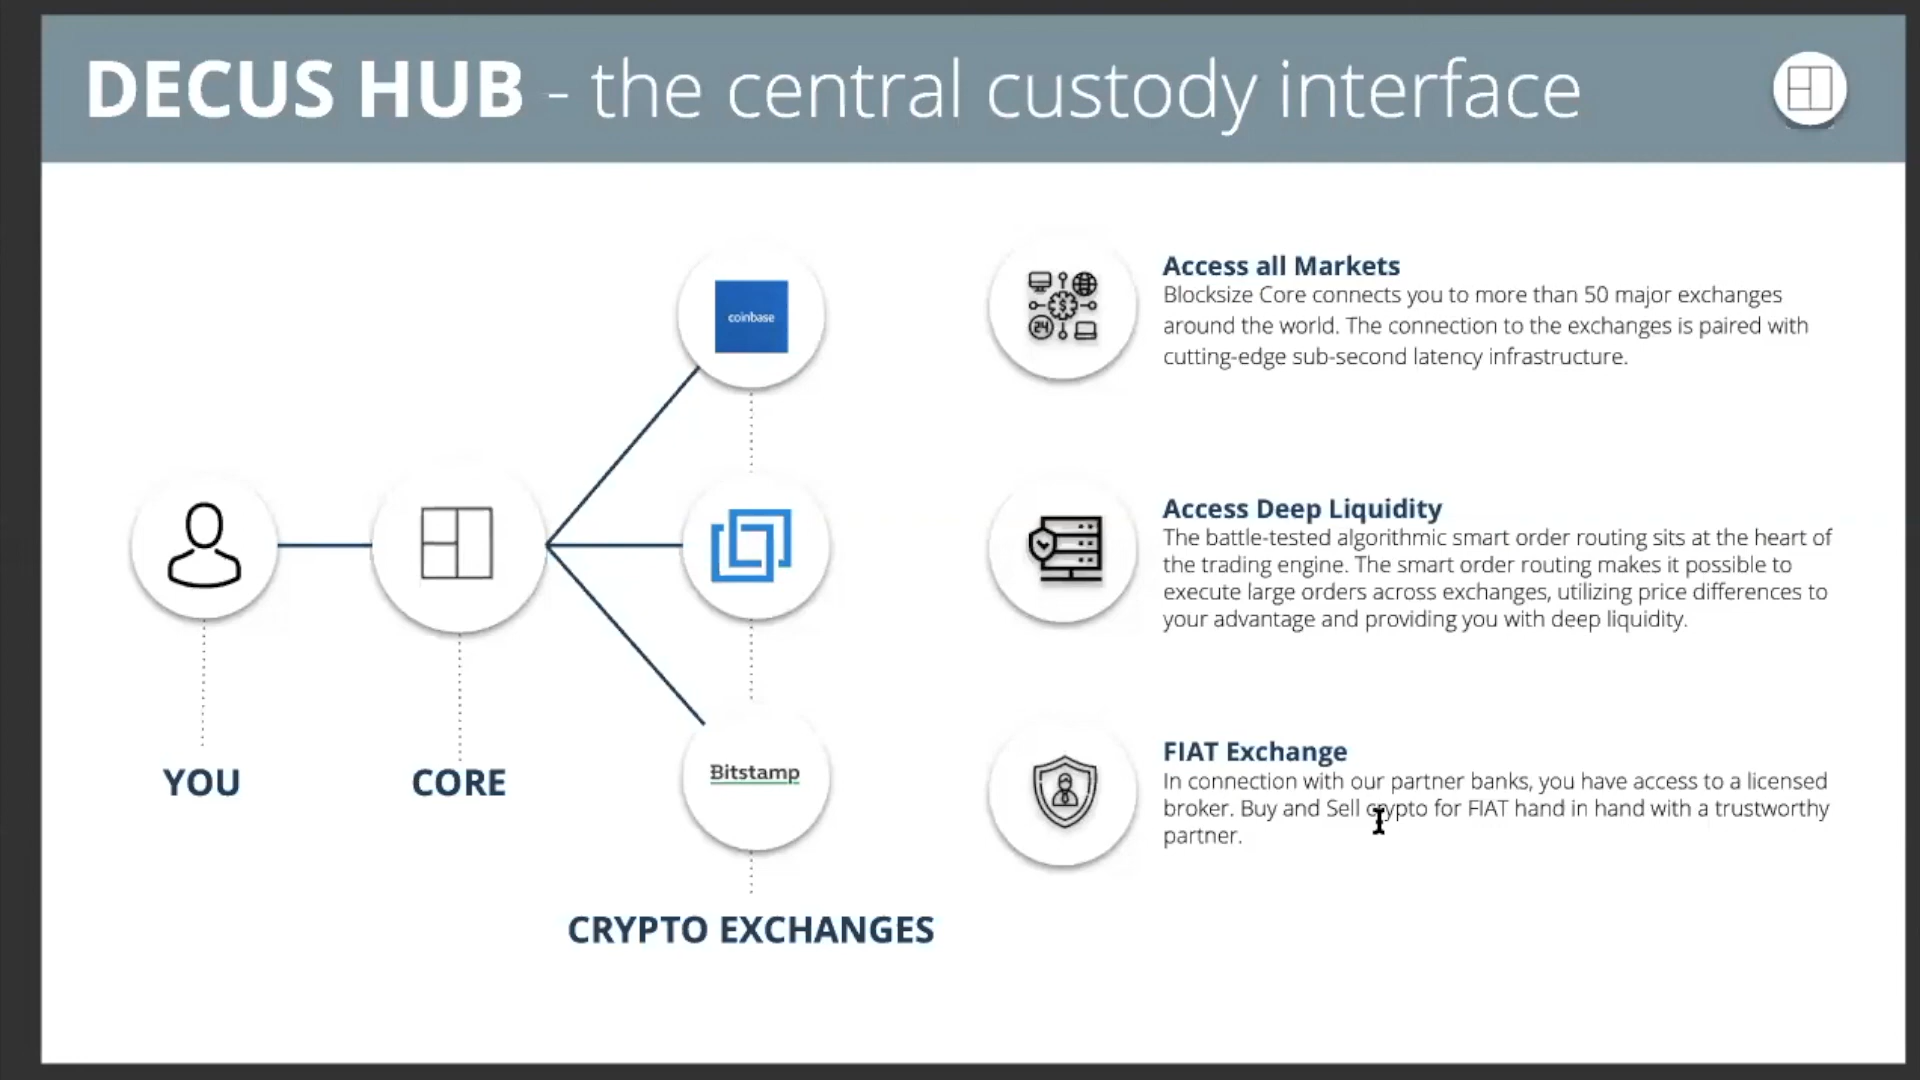 DECUS HUB - the central custody interface
coinbase
Bitstamp
YOU
CORE
CRYPTO EXCHANGES
Access all Markets
Blocksize Core connects you to more than 50 major exchanges
around the world. The connection to the exchanges is paired with
cutting-edge sub-second latency infrastructure.
Access Deep Liquidity
The battle-tested algorithmic smart order routing sits at the heart of
the trading engine. The smart order routing makes it possible to
execute large orders across exchanges, utilizing price differences to
your advantage and providing you with deep liquidity.
FIAT Exchange
In connection with our partner banks, you have access to a licensed
broker. Buy and Sell crypto for FIAT hand in hand with a trustworthy
partner.
24
$